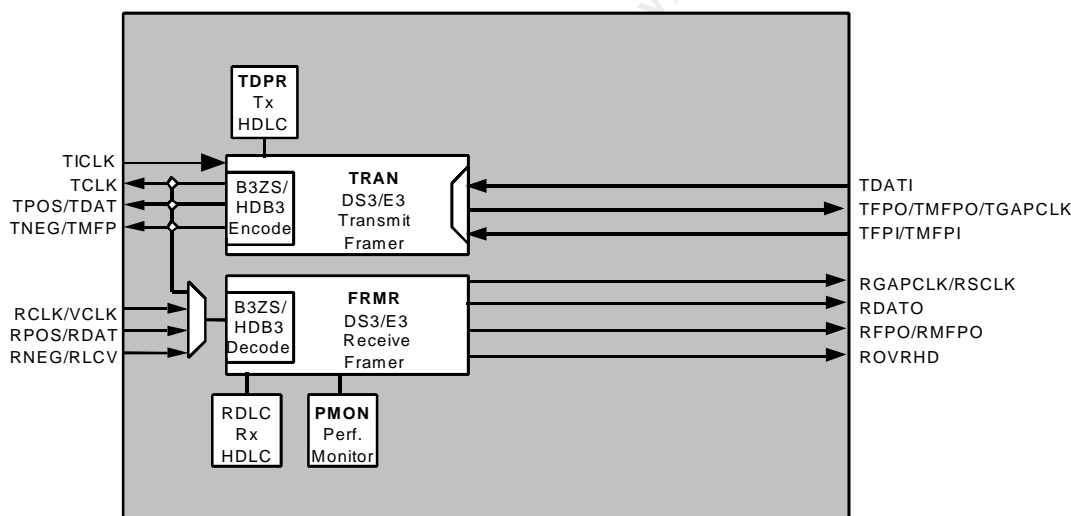 TDPR
Tx
HDLC
TICLK
TCLK
TPOS/TDAT
TNEG/TMFP
B3ZS/
HDB3
Encode
TRAN
DS3/E3
Transmit
Framer
TDATI
TFPO/TMFPO/TGAPCLK
TFPI/TMFPI
RCLK/VCLK
RPOS/RDAT
RNEG/RLCV
B3ZS/
HDB3
Decode
FRMR
DS3/E3
Receive
Framer
RGAPCLK/RSCLK
RDATO
RFPO/RMFPO
ROVRHD
RDLC
Rx
HDLC
PMON
Perf.
Monitor